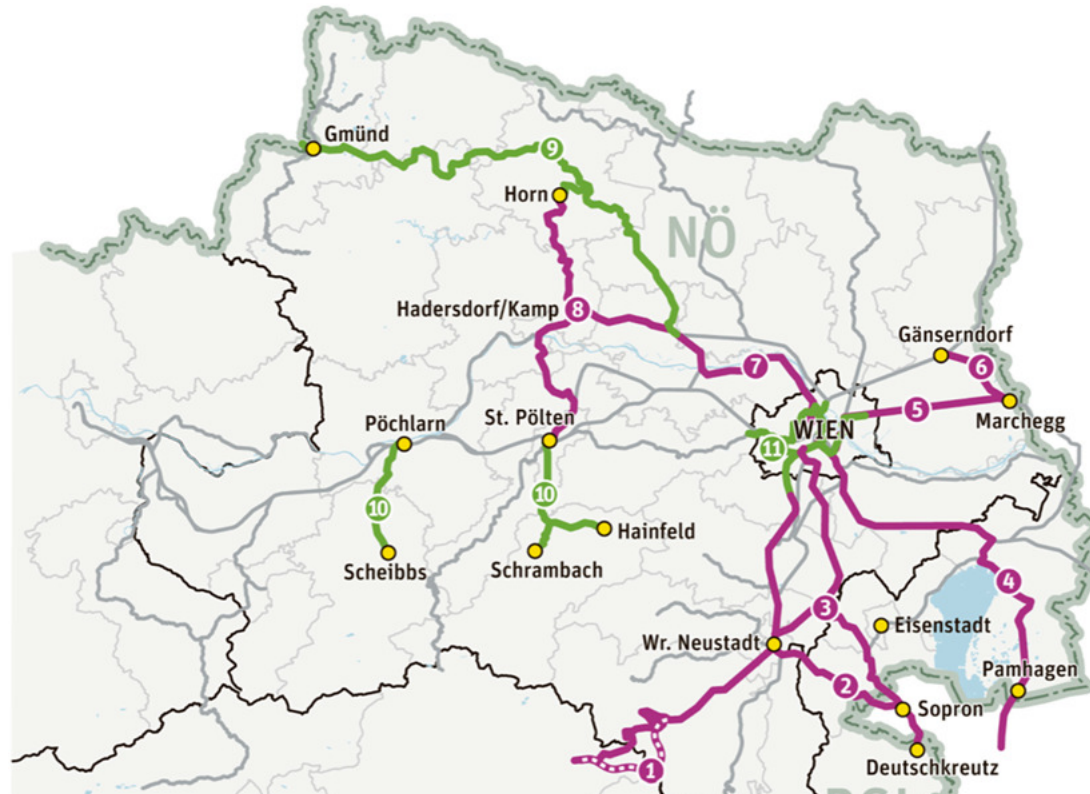 Gmünd
9
Horn
NÖ
Hadersdorf/Kamp
8
Gänserndorf
7
6
5
Marchegg
Pöchlarn
St. Pölten
WIEN
11
10
10
Hainfeld
Scheibbs
Schrambach
4
3
Eisenstadt
Wr. Neustadt
Pamhagen
2
Sopron
1
Deutschkreutz